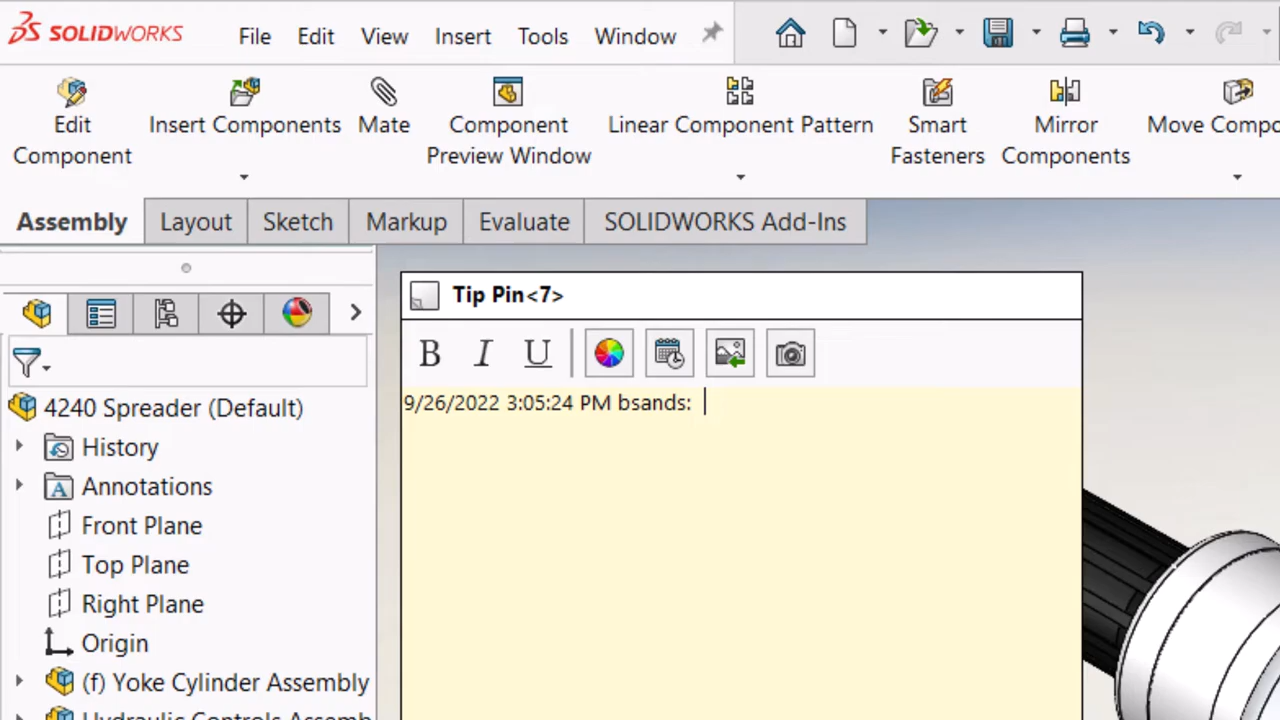 SOLIDWORKS File Edit View Insert Tools Window
Edit Component
Insert Components
Mate
Component Preview Window
Linear Component Pattern
Smart Fasteners
Mirror Components
Move Compo
Assembly Layout Sketch Markup Evaluate SOLIDWORKS Add-Ins
Tip Pin<7>
B I U
9/26/2022 3:05:24 PM bsands:
4240 Spreader (Default)
History
Annotations
Front Plane
Top Plane
Right Plane
Origin
(f) Yoke Cylinder Assembly
Hydraulic Controls Assemb